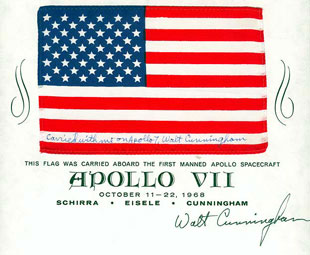 Carried with me on Apollo 7, Walt Cunningham
THIS FLAG WAS CARRIED ABOARD THE FIRST MANNED APOLLO SPACECRAFT
APOLLO VII
OCTOBER 11-22, 1968
SCHIRRA • EISELE • CUNNINGHAM
Walt Cunningham